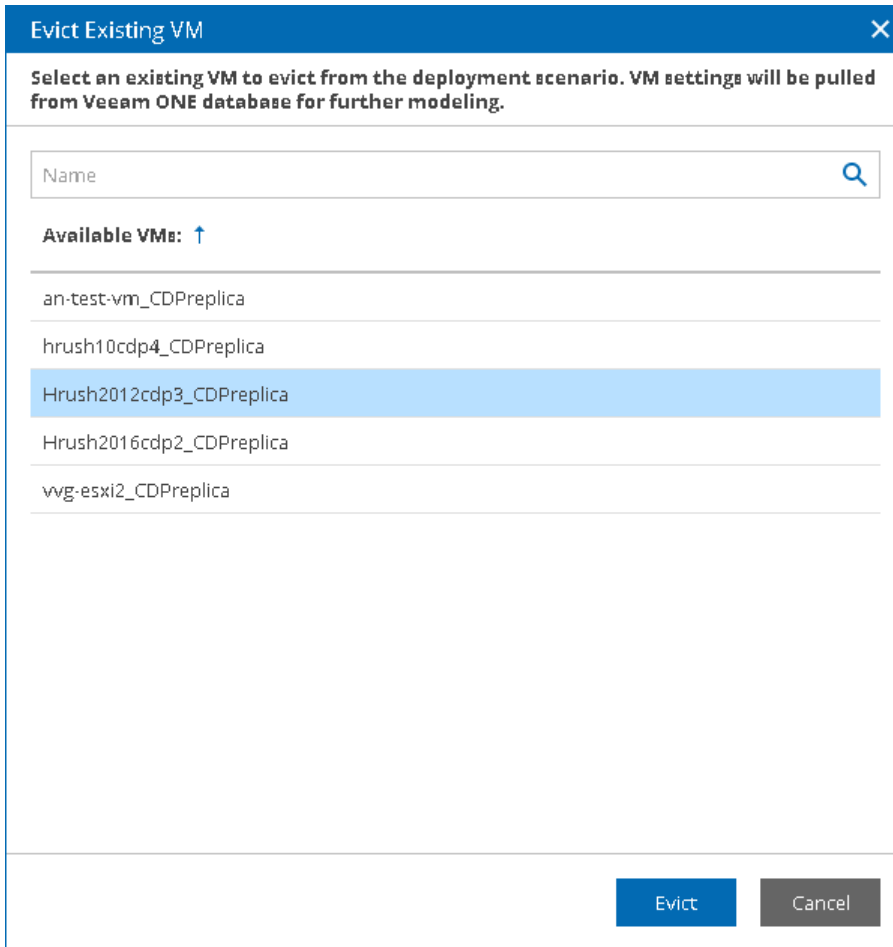 Evict Existing VM
Select an existing VM to evict from the deployment scenario. VM settings will be pulled
from Veeam ONE database for further modeling.
Name
Available VMs: ↑
an-test-vm_CDPreplica
hrush10cdp4_CDPreplica
Hrush2012cdp3_CDPreplica
Hrush2016cdp2_CDPreplica
vvg-esxi2_CDPreplica
Evict Cancel